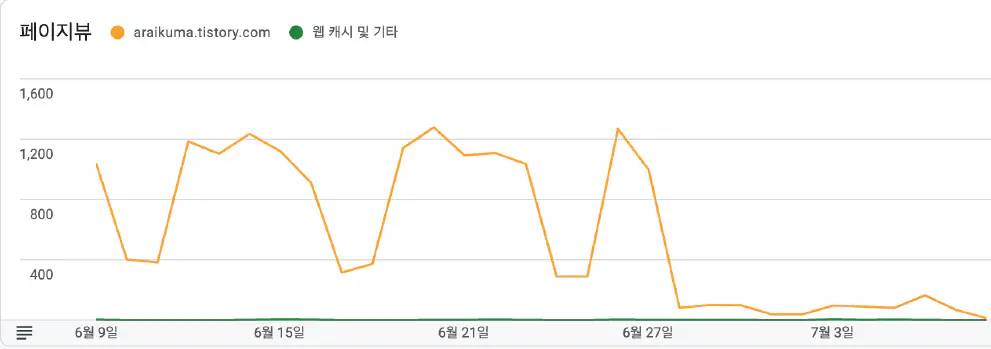 페이지뷰 araikuma.tistory.com 웹 캐시 및 기타
1,600
1,200
800
400
6월 9일 6월 15일 6월 21일 6월 27일 7월 3일